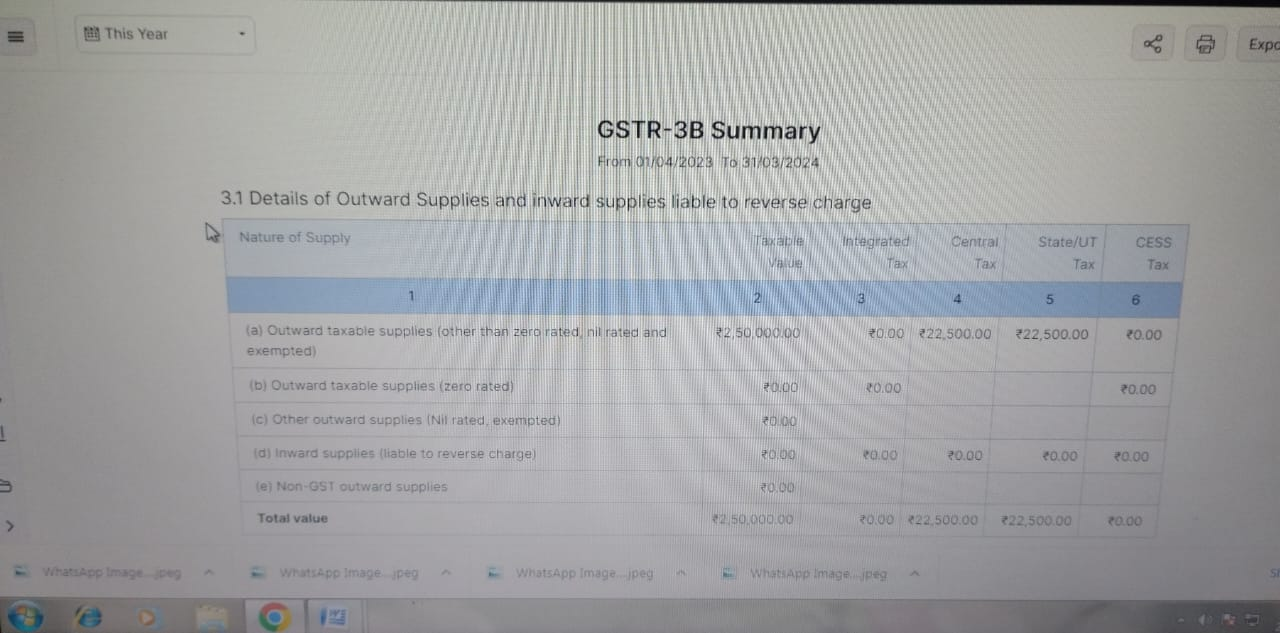 This Year
Expo
GSTR-3B Summary
From 01/04/2023 To 31/03/2024
3.1 Details of Outward Supplies and inward supplies liable to reverse charge
Nature of Supply Taxable Value Integrated Tax Central Tax State/UT Tax CESS Tax
1 2 3 4 5 6
(a) Outward taxable supplies (other than zero rated, nil rated and ₹2,50,000.00 ₹0.00 ₹22,500.00 ₹22,500.00 ₹0.00
exempted)
(b) Outward taxable supplies (zero rated) ₹0.00 ₹0.00 ₹0.00
(c) Other outward supplies (Nil rated, exempted) ₹0.00
(d) Inward supplies (liable to reverse charge) ₹0.00 ₹0.00 ₹0.00 ₹0.00 ₹0.00
(e) Non-GST outward supplies ₹0.00
Total value ₹2,50,000.00 ₹0.00 ₹22,500.00 ₹22,500.00 ₹0.00
WhatsApp Image....jpeg WhatsApp Image....jpeg WhatsApp Image....jpeg WhatsApp Image....jpeg